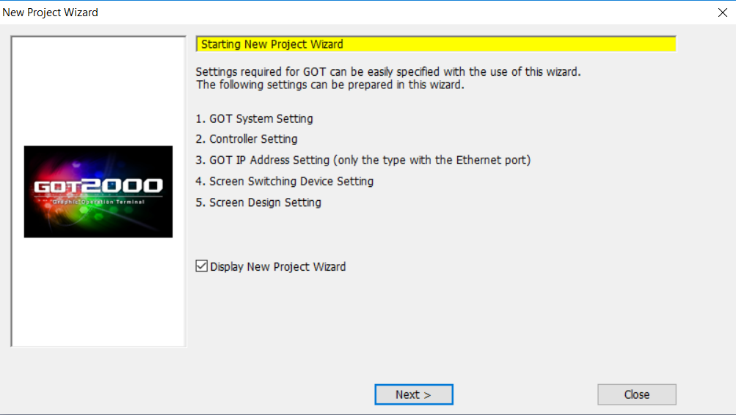 New Project Wizard
Starting New Project Wizard
Settings required for GOT can be easily specified with the use of this wizard.
The following settings can be prepared in this wizard.
1. GOT System Setting
2. Controller Setting
3. GOT IP Address Setting (only the type with the Ethernet port)
4. Screen Switching Device Setting
5. Screen Design Setting
GOT2000
Graphic Operation Terminal
Display New Project Wizard
Next >
Close